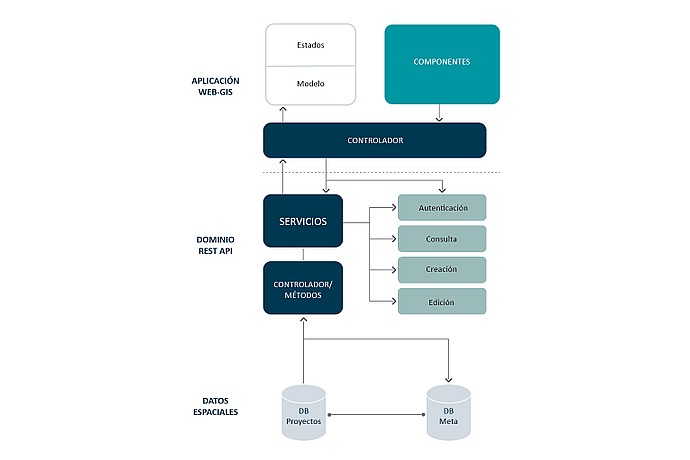 Estados
Modelo
COMPONENTES
APLICACIÓN
WEB-GIS
CONTROLADOR
SERVICIOS
Autenticación
Consulta
Creación
Edición
DOMINIO
REST API
CONTROLADOR/
MÉTODOS
DATOS
ESPACIALES
DB
Proyectos
DB
Meta